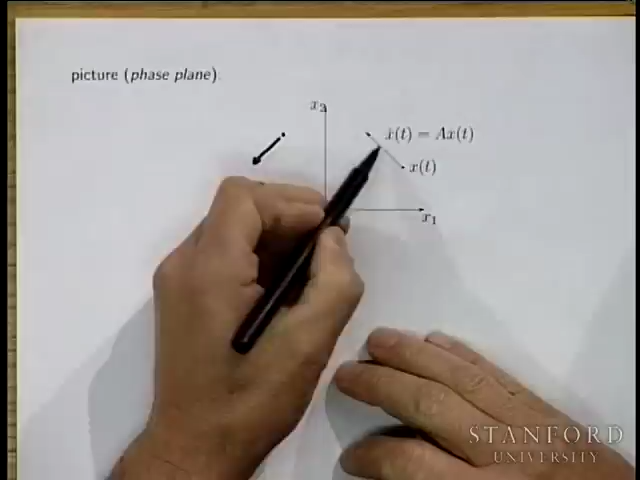 picture (phase plane)
x₂
ẋ(t) = Ax(t)
x(t)
x₁
STANFORD
UNIVERSITY